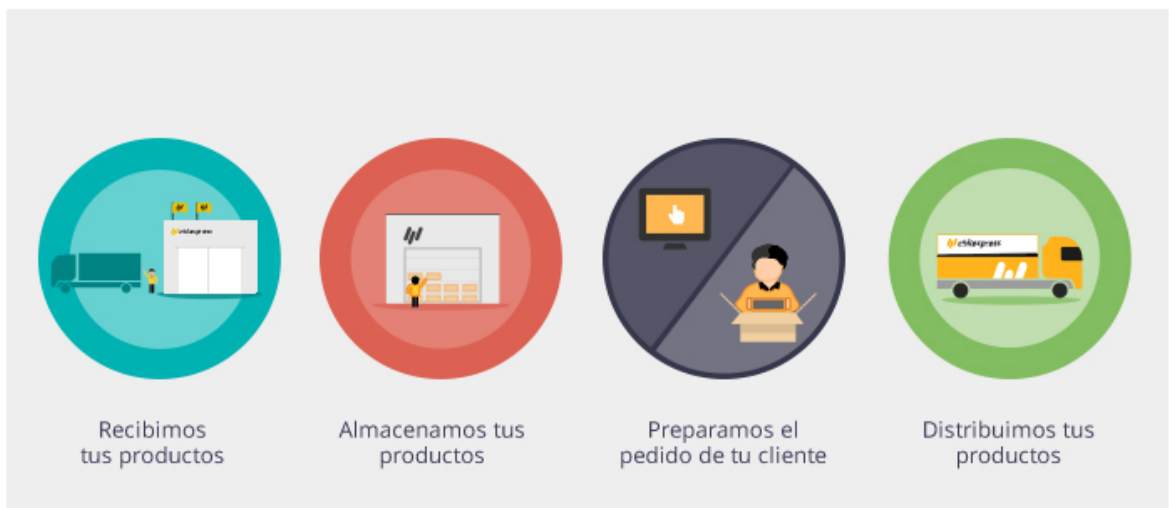 Recibimos
tus productos
Almacenamos tus
productos
Preparamos el
pedido de tu cliente
Distribuimos tus
productos